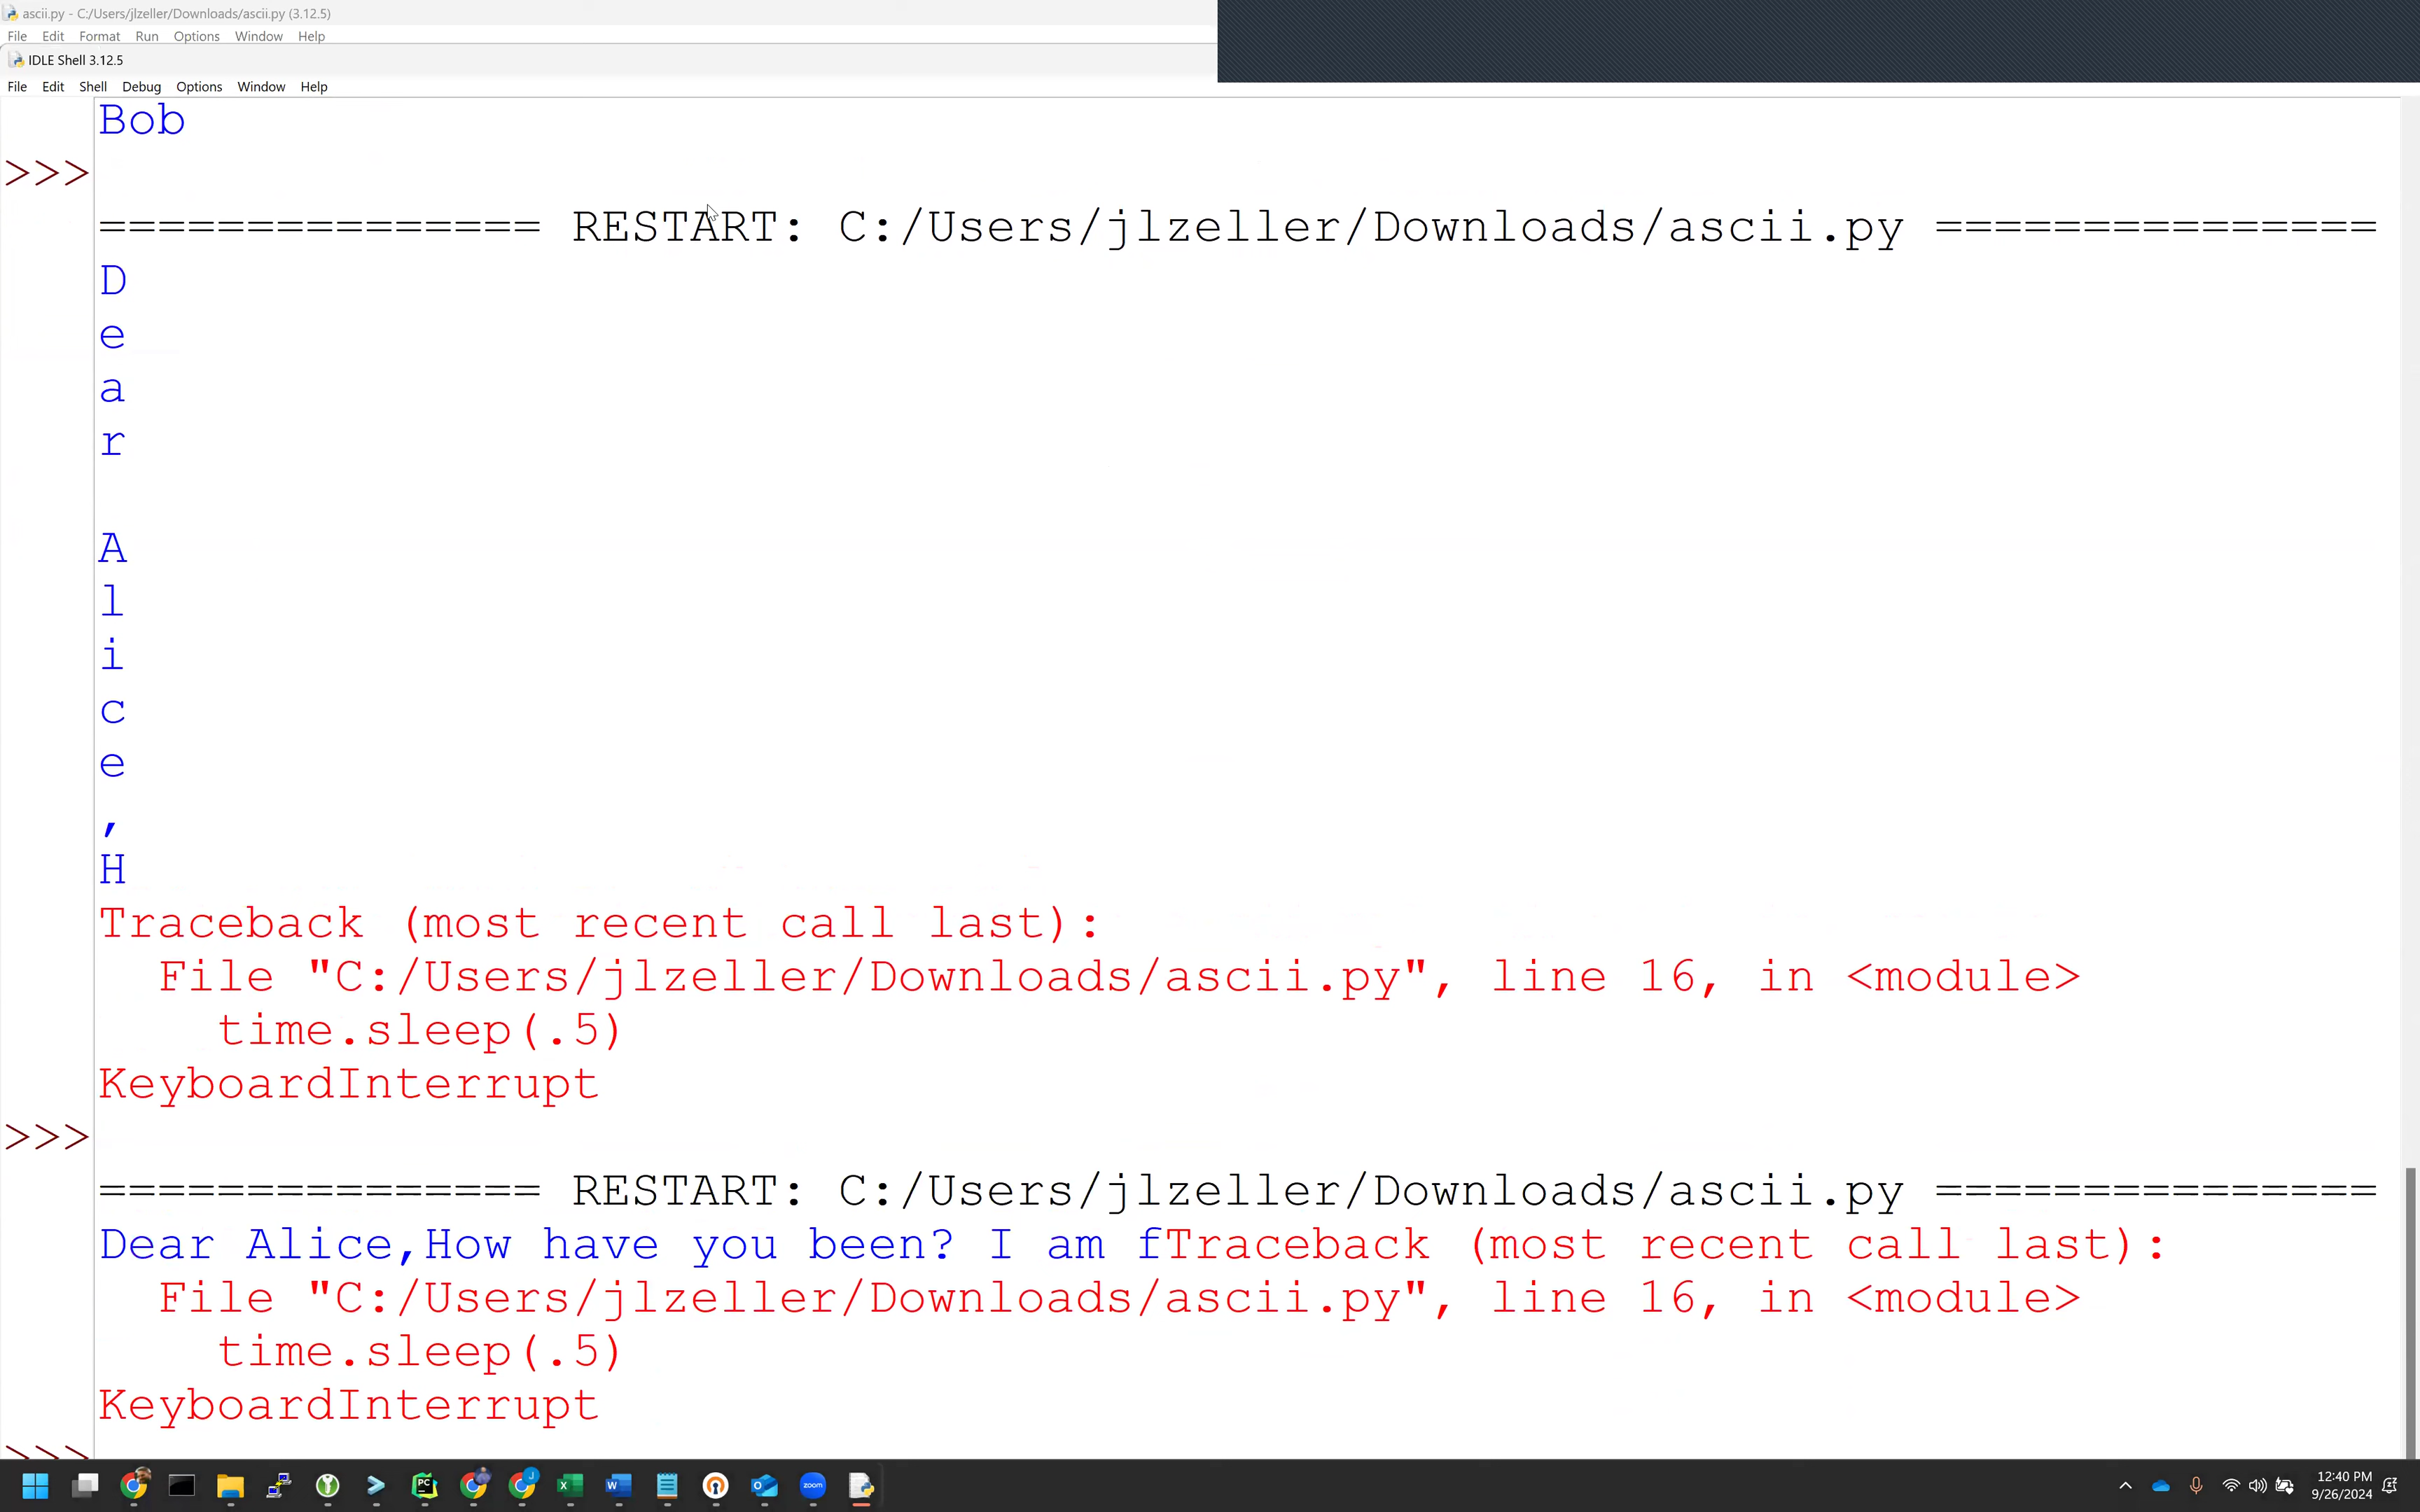 ascii.py - C:/Users/jlzeller/Downloads/ascii.py (3.12.5)
File Edit Format Run Options Window Help
IDLE Shell 3.12.5
File Edit Shell Debug Options Window Help
Bob
>>>
=============== RESTART: C:/Users/jlzeller/Downloads/ascii.py ===============
D
e
a
r
A
l
i
c
e
,
H
Traceback (most recent call last):
  File "C:/Users/jlzeller/Downloads/ascii.py", line 16, in <module>
    time.sleep(.5)
KeyboardInterrupt
>>>
=============== RESTART: C:/Users/jlzeller/Downloads/ascii.py ===============
Dear Alice,How have you been? I am fTraceback (most recent call last):
  File "C:/Users/jlzeller/Downloads/ascii.py", line 16, in <module>
    time.sleep(.5)
KeyboardInterrupt
>>>
PC
J
zoom
12:40 PM
9/26/2024